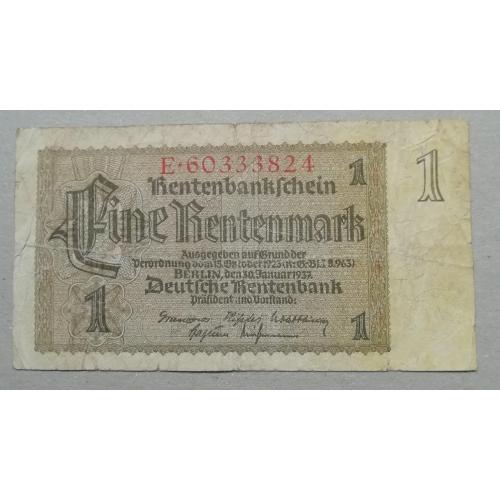 E·60333824
Rentenbankschein
1
1
Eine Rentenmark
Ausgegeben auf Grund der
Verordnung vom 15. Oktober 1923 (R.G.Bl. I S. 963)
BERLIN, den 30. Januar 1937
Deutsche Rentenbank
Präsident und Vorstand:
1
1